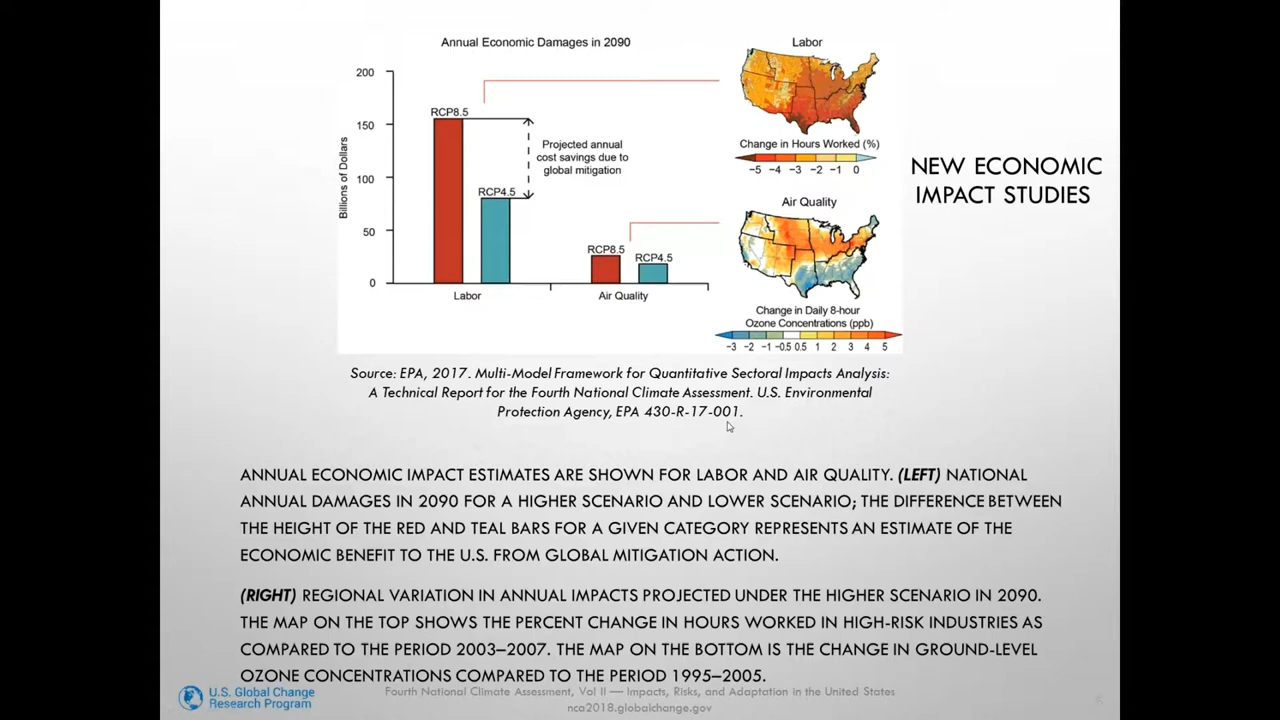 Annual Economic Damages in 2090
Billions of Dollars
200
150
100
50
0
RCP8.5
RCP4.5
Projected annual
cost savings due to
global mitigation
RCP8.5
RCP4.5
Labor
Air Quality
Labor
Change in Hours Worked (%)
−5 −4 −3 −2 −1 0
Air Quality
Change in Daily 8-hour
Ozone Concentrations (ppb)
−3 −2 −1 −0.5 0.5 1 2 3 4 5
NEW ECONOMIC
IMPACT STUDIES
Source: EPA, 2017. Multi-Model Framework for Quantitative Sectoral Impacts Analysis:
A Technical Report for the Fourth National Climate Assessment. U.S. Environmental
Protection Agency, EPA 430-R-17-001.
ANNUAL ECONOMIC IMPACT ESTIMATES ARE SHOWN FOR LABOR AND AIR QUALITY. (LEFT) NATIONAL
ANNUAL DAMAGES IN 2090 FOR A HIGHER SCENARIO AND LOWER SCENARIO; THE DIFFERENCE BETWEEN
THE HEIGHT OF THE RED AND TEAL BARS FOR A GIVEN CATEGORY REPRESENTS AN ESTIMATE OF THE
ECONOMIC BENEFIT TO THE U.S. FROM GLOBAL MITIGATION ACTION.
(RIGHT) REGIONAL VARIATION IN ANNUAL IMPACTS PROJECTED UNDER THE HIGHER SCENARIO IN 2090.
THE MAP ON THE TOP SHOWS THE PERCENT CHANGE IN HOURS WORKED IN HIGH-RISK INDUSTRIES AS
COMPARED TO THE PERIOD 2003–2007. THE MAP ON THE BOTTOM IS THE CHANGE IN GROUND-LEVEL
OZONE CONCENTRATIONS COMPARED TO THE PERIOD 1995–2005.
U.S. Global Change
Research Program
Fourth National Climate Assessment, Vol II — Impacts, Risks, and Adaptation in the United States
nca2018.globalchange.gov